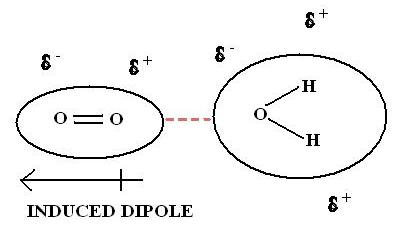 δ+
δ- δ+ δ-
O = O
O
H
H
δ+
INDUCED DIPOLE